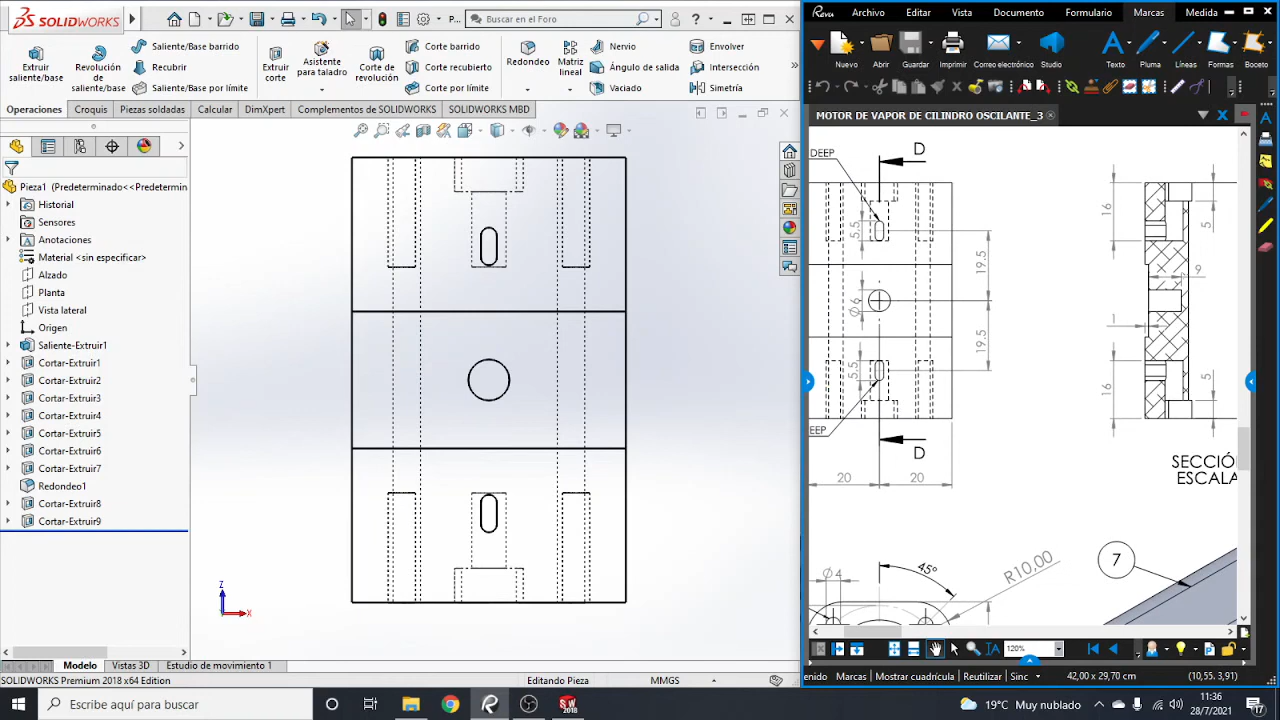 SOLIDWORKS
P...
Buscar en el Foro
Extruir saliente/base
Revolución de saliente/base
Saliente/Base barrido
Recubrir
Saliente/Base por límite
Extruir corte
Asistente para taladro
Corte de revolución
Corte barrido
Corte recubierto
Corte por límite
Redondeo
Matriz lineal
Nervio
Ángulo de salida
Vaciado
Envolver
Intersección
Operaciones
Croquis
Piezas soldadas
Calcular
DimXpert
Complementos de SOLIDWORKS
SOLIDWORKS MBD
Pieza1 (Predeterminado<<Predetermin
Historial
Sensores
Anotaciones
Material <sin especificar>
Alzado
Planta
Vista lateral
Origen
Saliente-Extruir1
Cortar-Extruir1
Cortar-Extruir2
Cortar-Extruir3
Cortar-Extruir4
Cortar-Extruir5
Cortar-Extruir6
Cortar-Extruir7
Redondeo1
Cortar-Extruir8
Cortar-Extruir9
Z
X
Modelo
Vistas 3D
Estudio de movimiento 1
SOLIDWORKS Premium 2018 x64 Edition
Editando Pieza
MMGS
Revu
Archivo
Editar
Vista
Documento
Formulario
Marcas
Medida
Nuevo
Abrir
Guardar
Imprimir
Correo electrónico
Studio
Texto
Pluma
Líneas
Formas
Boceto
MOTOR DE VAPOR DE CILINDRO OSCILANTE_3
DEEP
D
5.5
19.5
Ø6
19.5
5.5
EEP
D
20
20
16
5
9
1
16
5
SECCIÓ
ESCALA
Ø4
45°
R10,00
7
120%
enido
Marcas
Mostrar cuadrícula
Reutilizar
Sinc
42,00 x 29,70 cm
(10,55. 3,91)
Escribe aquí para buscar
19°C Muy nublado
11:36
28/7/2021
17